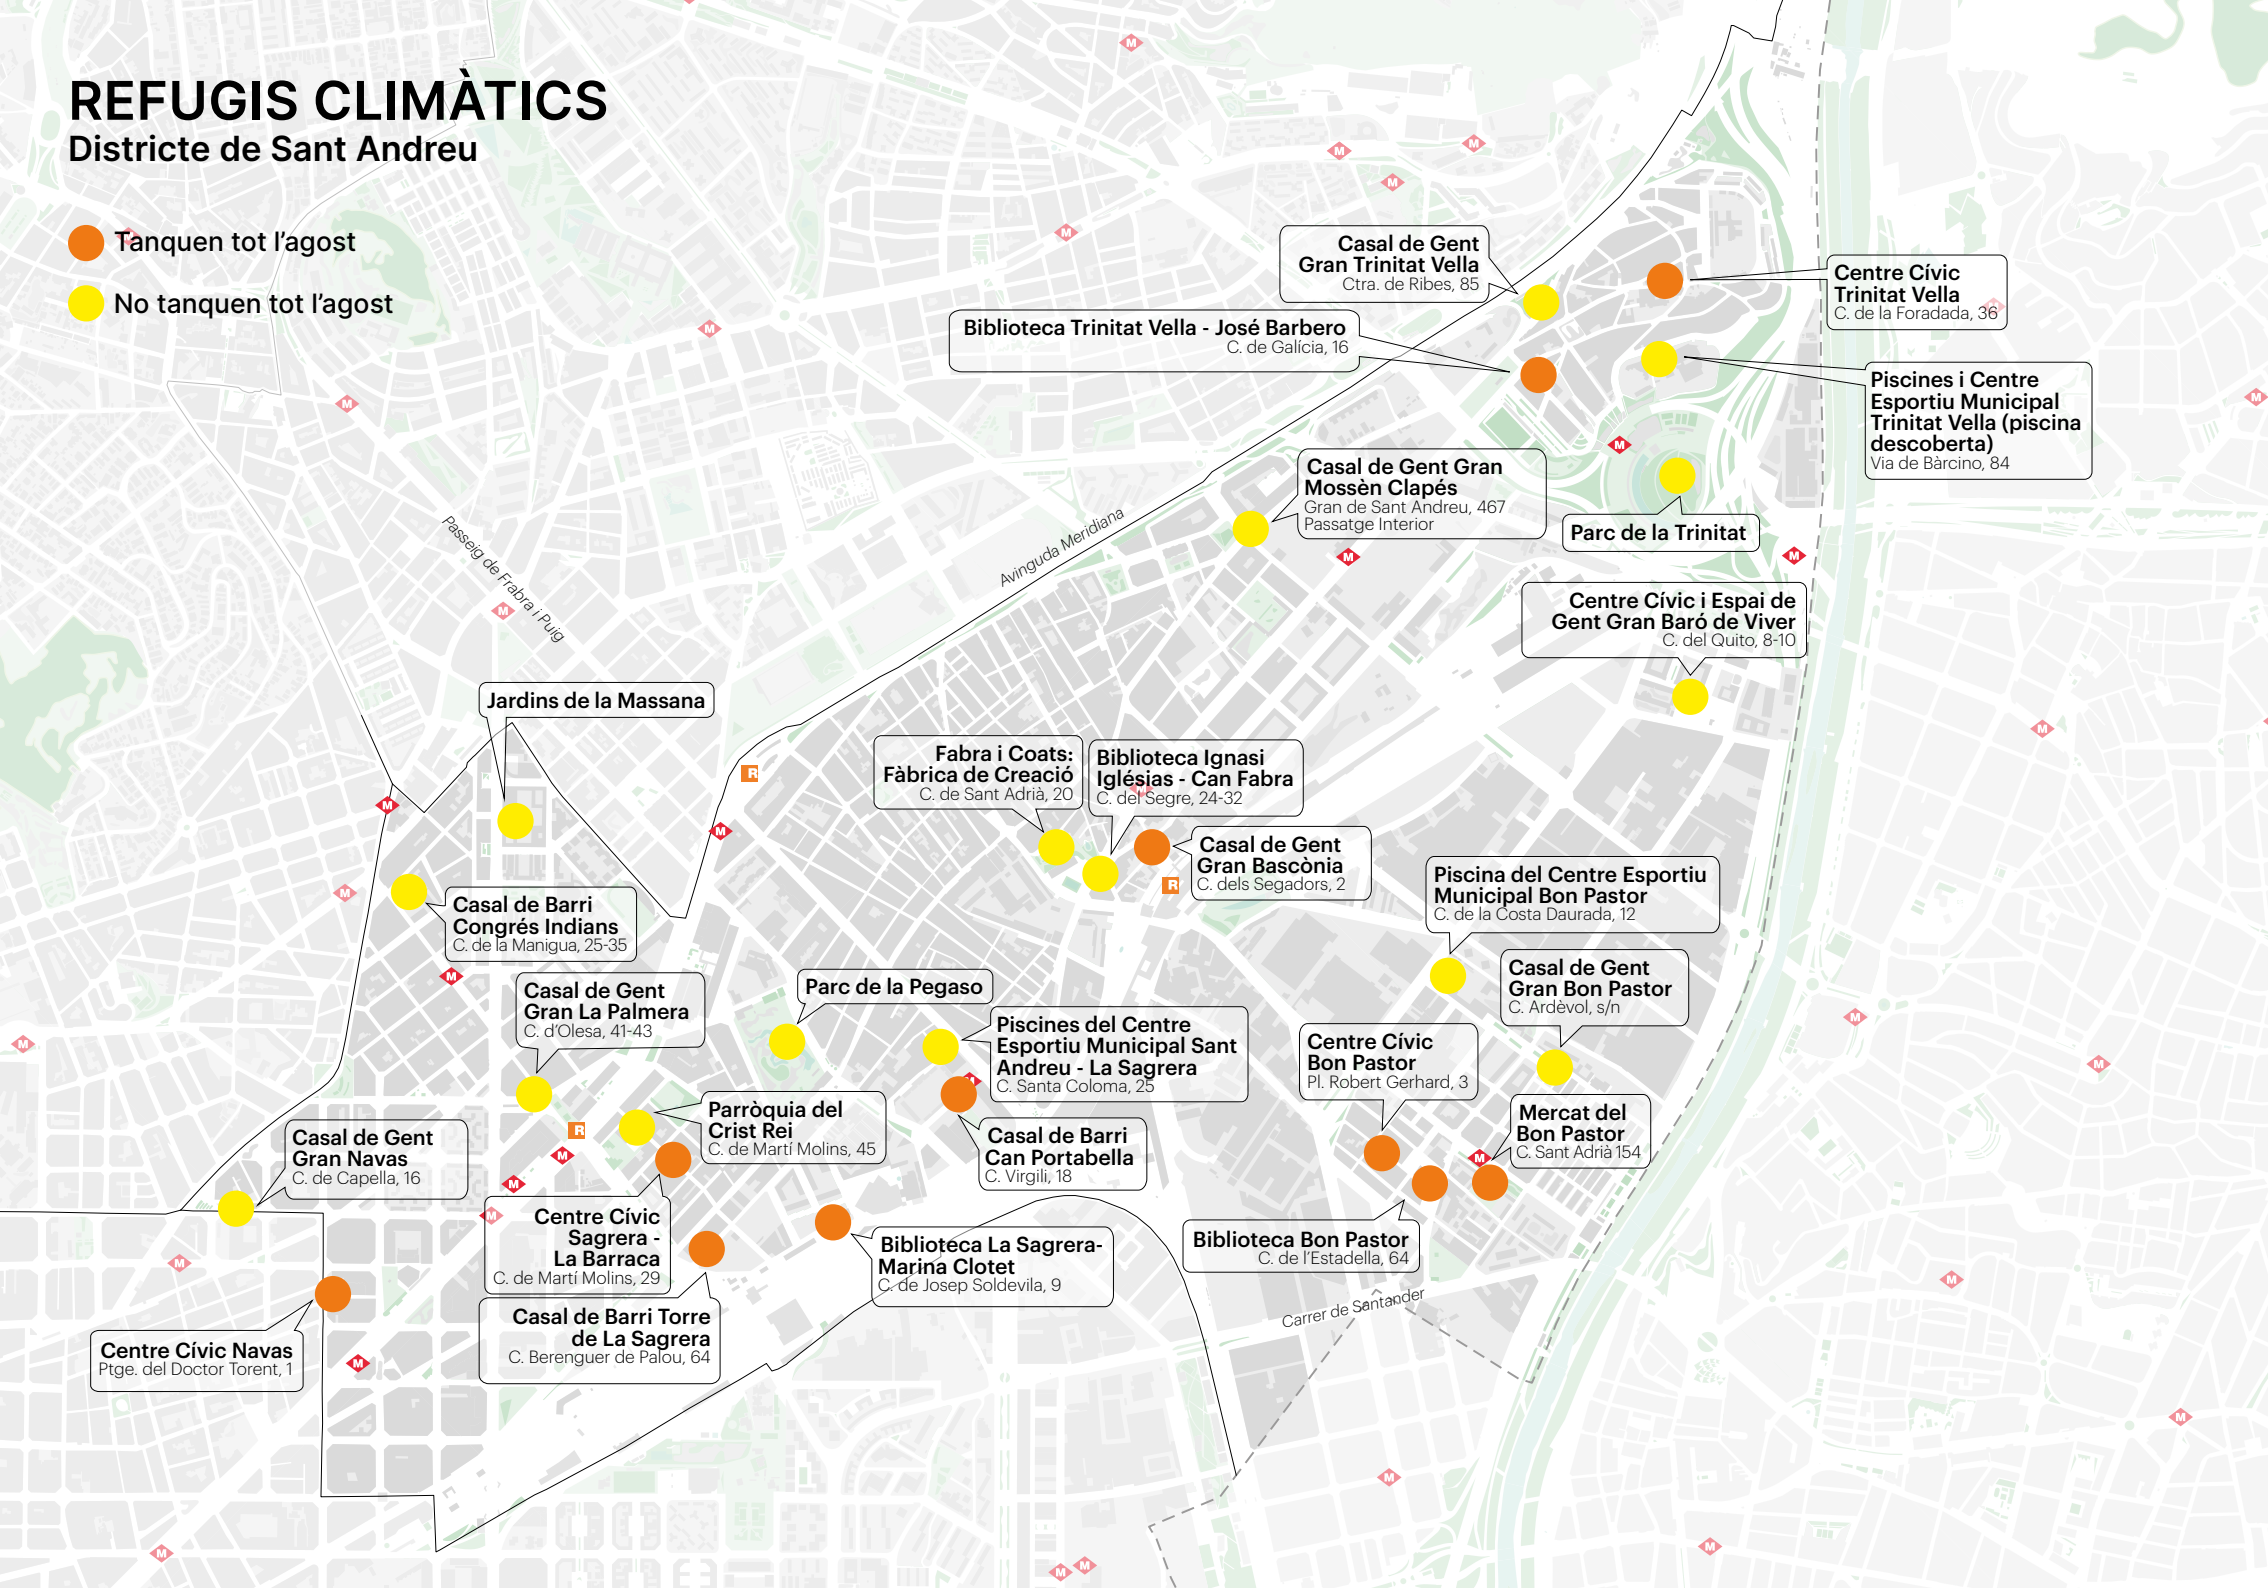 REFUGIS CLIMÀTICS
Districte de Sant Andreu
Tanquen tot l'agost
No tanquen tot l'agost
Casal de Gent
Gran Trinitat Vella
Ctra. de Ribes, 85
Centre Cívic
Trinitat Vella
C. de la Foradada, 36
Biblioteca Trinitat Vella - José Barbero
C. de Galícia, 16
Piscines i Centre
Esportiu Municipal
Trinitat Vella (piscina
descoberta)
Via de Bàrcino, 84
Casal de Gent Gran
Mossèn Clapés
Gran de Sant Andreu, 467
Passatge Interior
Parc de la Trinitat
Passeig de Frabra i Puig
Avinguda Meridiana
Centre Cívic i Espai de
Gent Gran Baró de Viver
C. del Quito, 8-10
Jardins de la Massana
Fabra i Coats:
Fàbrica de Creació
C. de Sant Adrià, 20
Biblioteca Ignasi
Iglésias - Can Fabra
C. del Segre, 24-32
Casal de Gent
Gran Bascònia
C. dels Segadors, 2
Piscina del Centre Esportiu
Municipal Bon Pastor
C. de la Costa Daurada, 12
Casal de Barri
Congrés Indians
C. de la Manigua, 25-35
Casal de Gent
Gran Bon Pastor
C. Ardèvol, s/n
Casal de Gent
Gran La Palmera
C. d'Olesa, 41-43
Parc de la Pegaso
Piscines del Centre
Esportiu Municipal Sant
Andreu - La Sagrera
C. Santa Coloma, 25
Centre Cívic
Bon Pastor
Pl. Robert Gerhard, 3
Parròquia del
Crist Rei
C. de Martí Molins, 45
Mercat del
Bon Pastor
C. Sant Adrià 154
Casal de Gent
Gran Navas
C. de Capella, 16
Casal de Barri
Can Portabella
C. Virgili, 18
Centre Cívic
Sagrera -
La Barraca
C. de Martí Molins, 29
Biblioteca La Sagrera-
Marina Clotet
C. de Josep Soldevila, 9
Biblioteca Bon Pastor
C. de l'Estadella, 64
Casal de Barri Torre
de La Sagrera
C. Berenguer de Palou, 64
Carrer de Santander
Centre Cívic Navas
Ptge. del Doctor Torent, 1